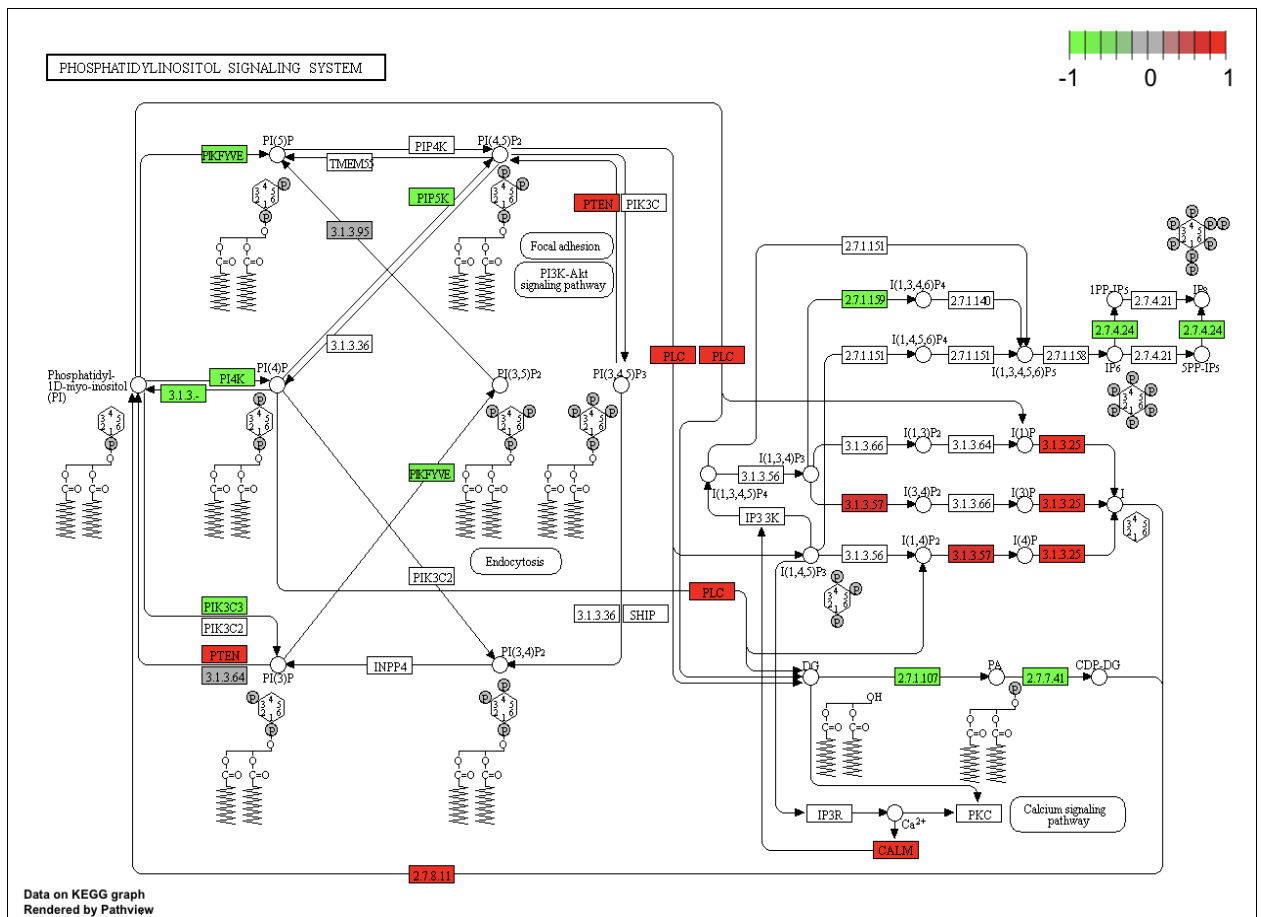 PHOSPHATIDYLINOSITOL SIGNALING SYSTEM
-1 0 1
PI(5)P
PIP4K
PI(4,5)P2
PIKFYVE
TMEM55
PIP5K
PTEN
PIK3C
3.1.3.95
Focal adhesion
PI3K-Akt
signaling pathway
2.7.1.151
I(1,3,4,6)P4
2.7.1.159
2.7.1.140
1PP-IP5
IP8
2.7.4.21
2.7.4.24
2.7.4.24
3.1.3.36
PLC
PLC
I(1,4,5,6)P4
2.7.1.151
2.7.1.151
2.7.1.158
2.7.4.21
I(1,3,4,5,6)P5
IP6
5PP-IP5
Phosphatidyl-
1D-myo-inositol
(PI)
PI4K
PI(4)P
3.1.3.-
PI(3,5)P2
PI(3,4,5)P3
I(1,3)P2
I(1)P
3.1.3.66
3.1.3.64
3.1.3.25
PIKFYVE
I(1,3,4)P3
3.1.3.56
I(1,3,4,5)P4
I(3,4)P2
I(3)P
I
3.1.3.57
3.1.3.66
3.1.3.25
IP3 3K
I(1,4)P2
I(4)P
3.1.3.56
3.1.3.57
3.1.3.25
I(1,4,5)P3
Endocytosis
PIK3C2
PLC
PIK3C3
PIK3C2
3.1.3.36
SHIP
PTEN
3.1.3.64
PI(3)P
INPP4
PI(3,4)P2
DG
2.7.1.107
PA
2.7.7.41
CDP-DG
OH
IP3R
Ca2+
PKC
Calcium signaling
pathway
CALM
2.7.8.11
Data on KEGG graph
Rendered by Pathview